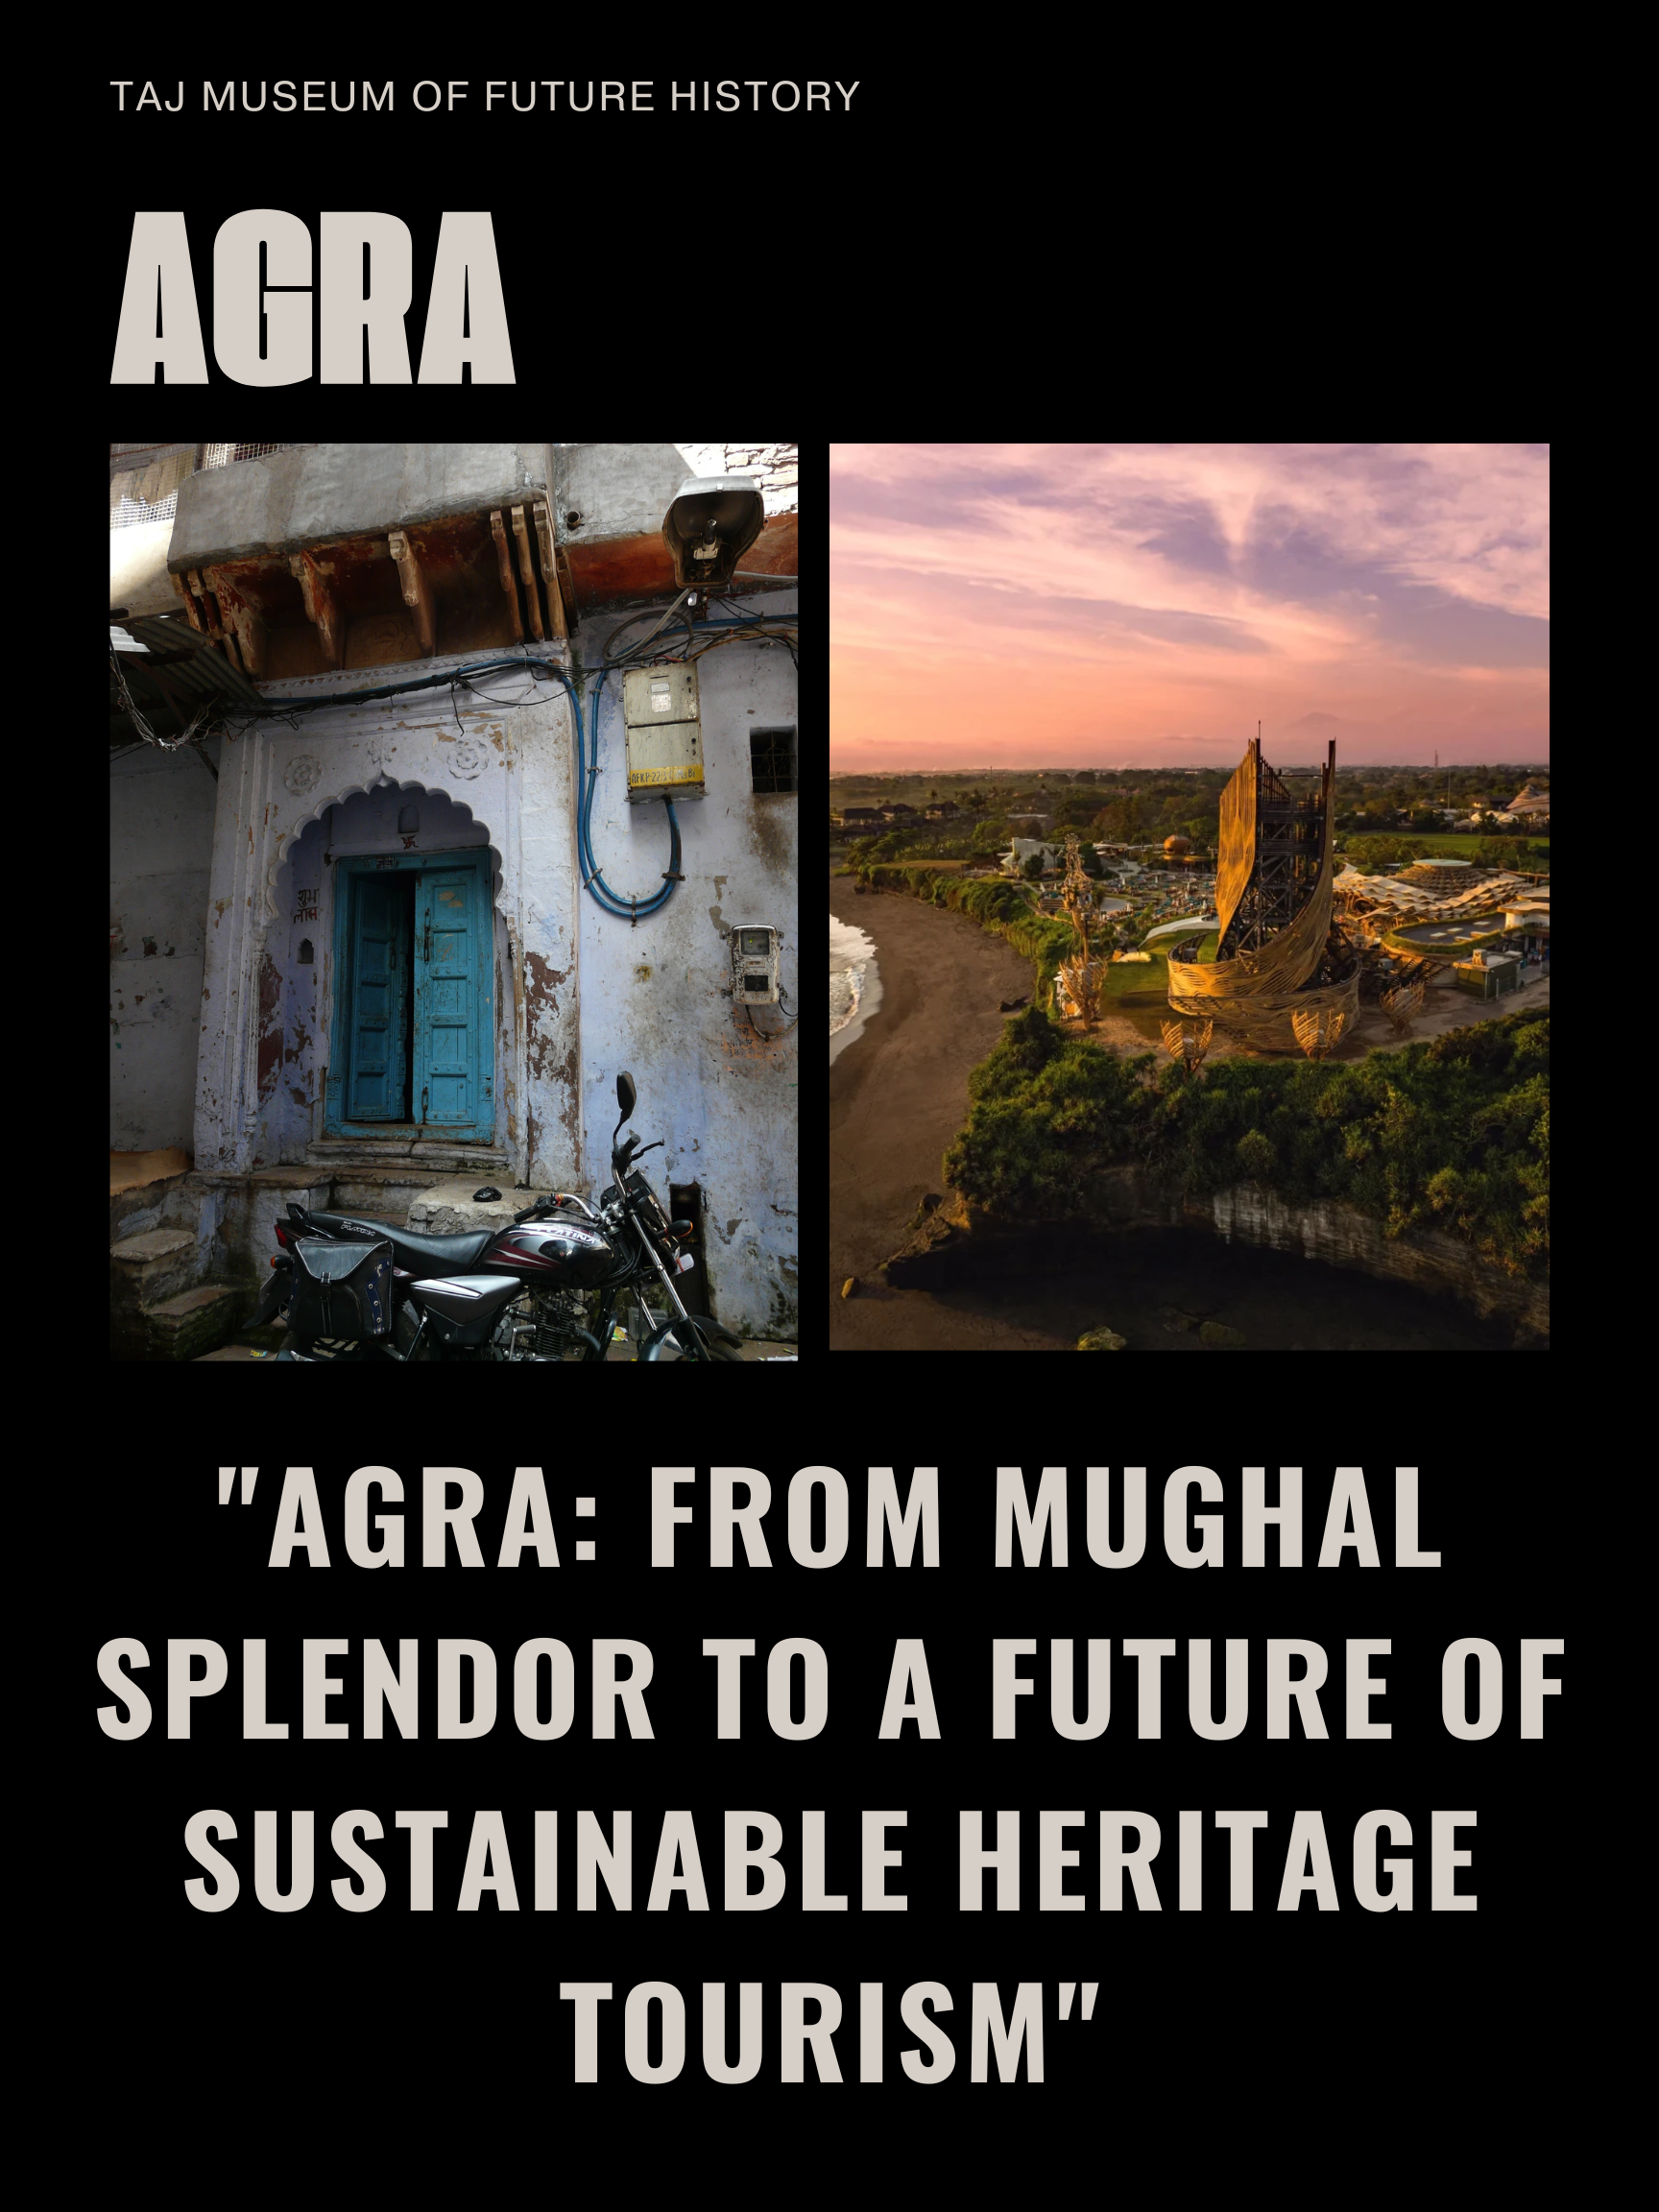 TAJ MUSEUM OF FUTURE HISTORY
AGRA
शुभ
लाभ
"AGRA: FROM MUGHAL
SPLENDOR TO A FUTURE OF
SUSTAINABLE HERITAGE
TOURISM"